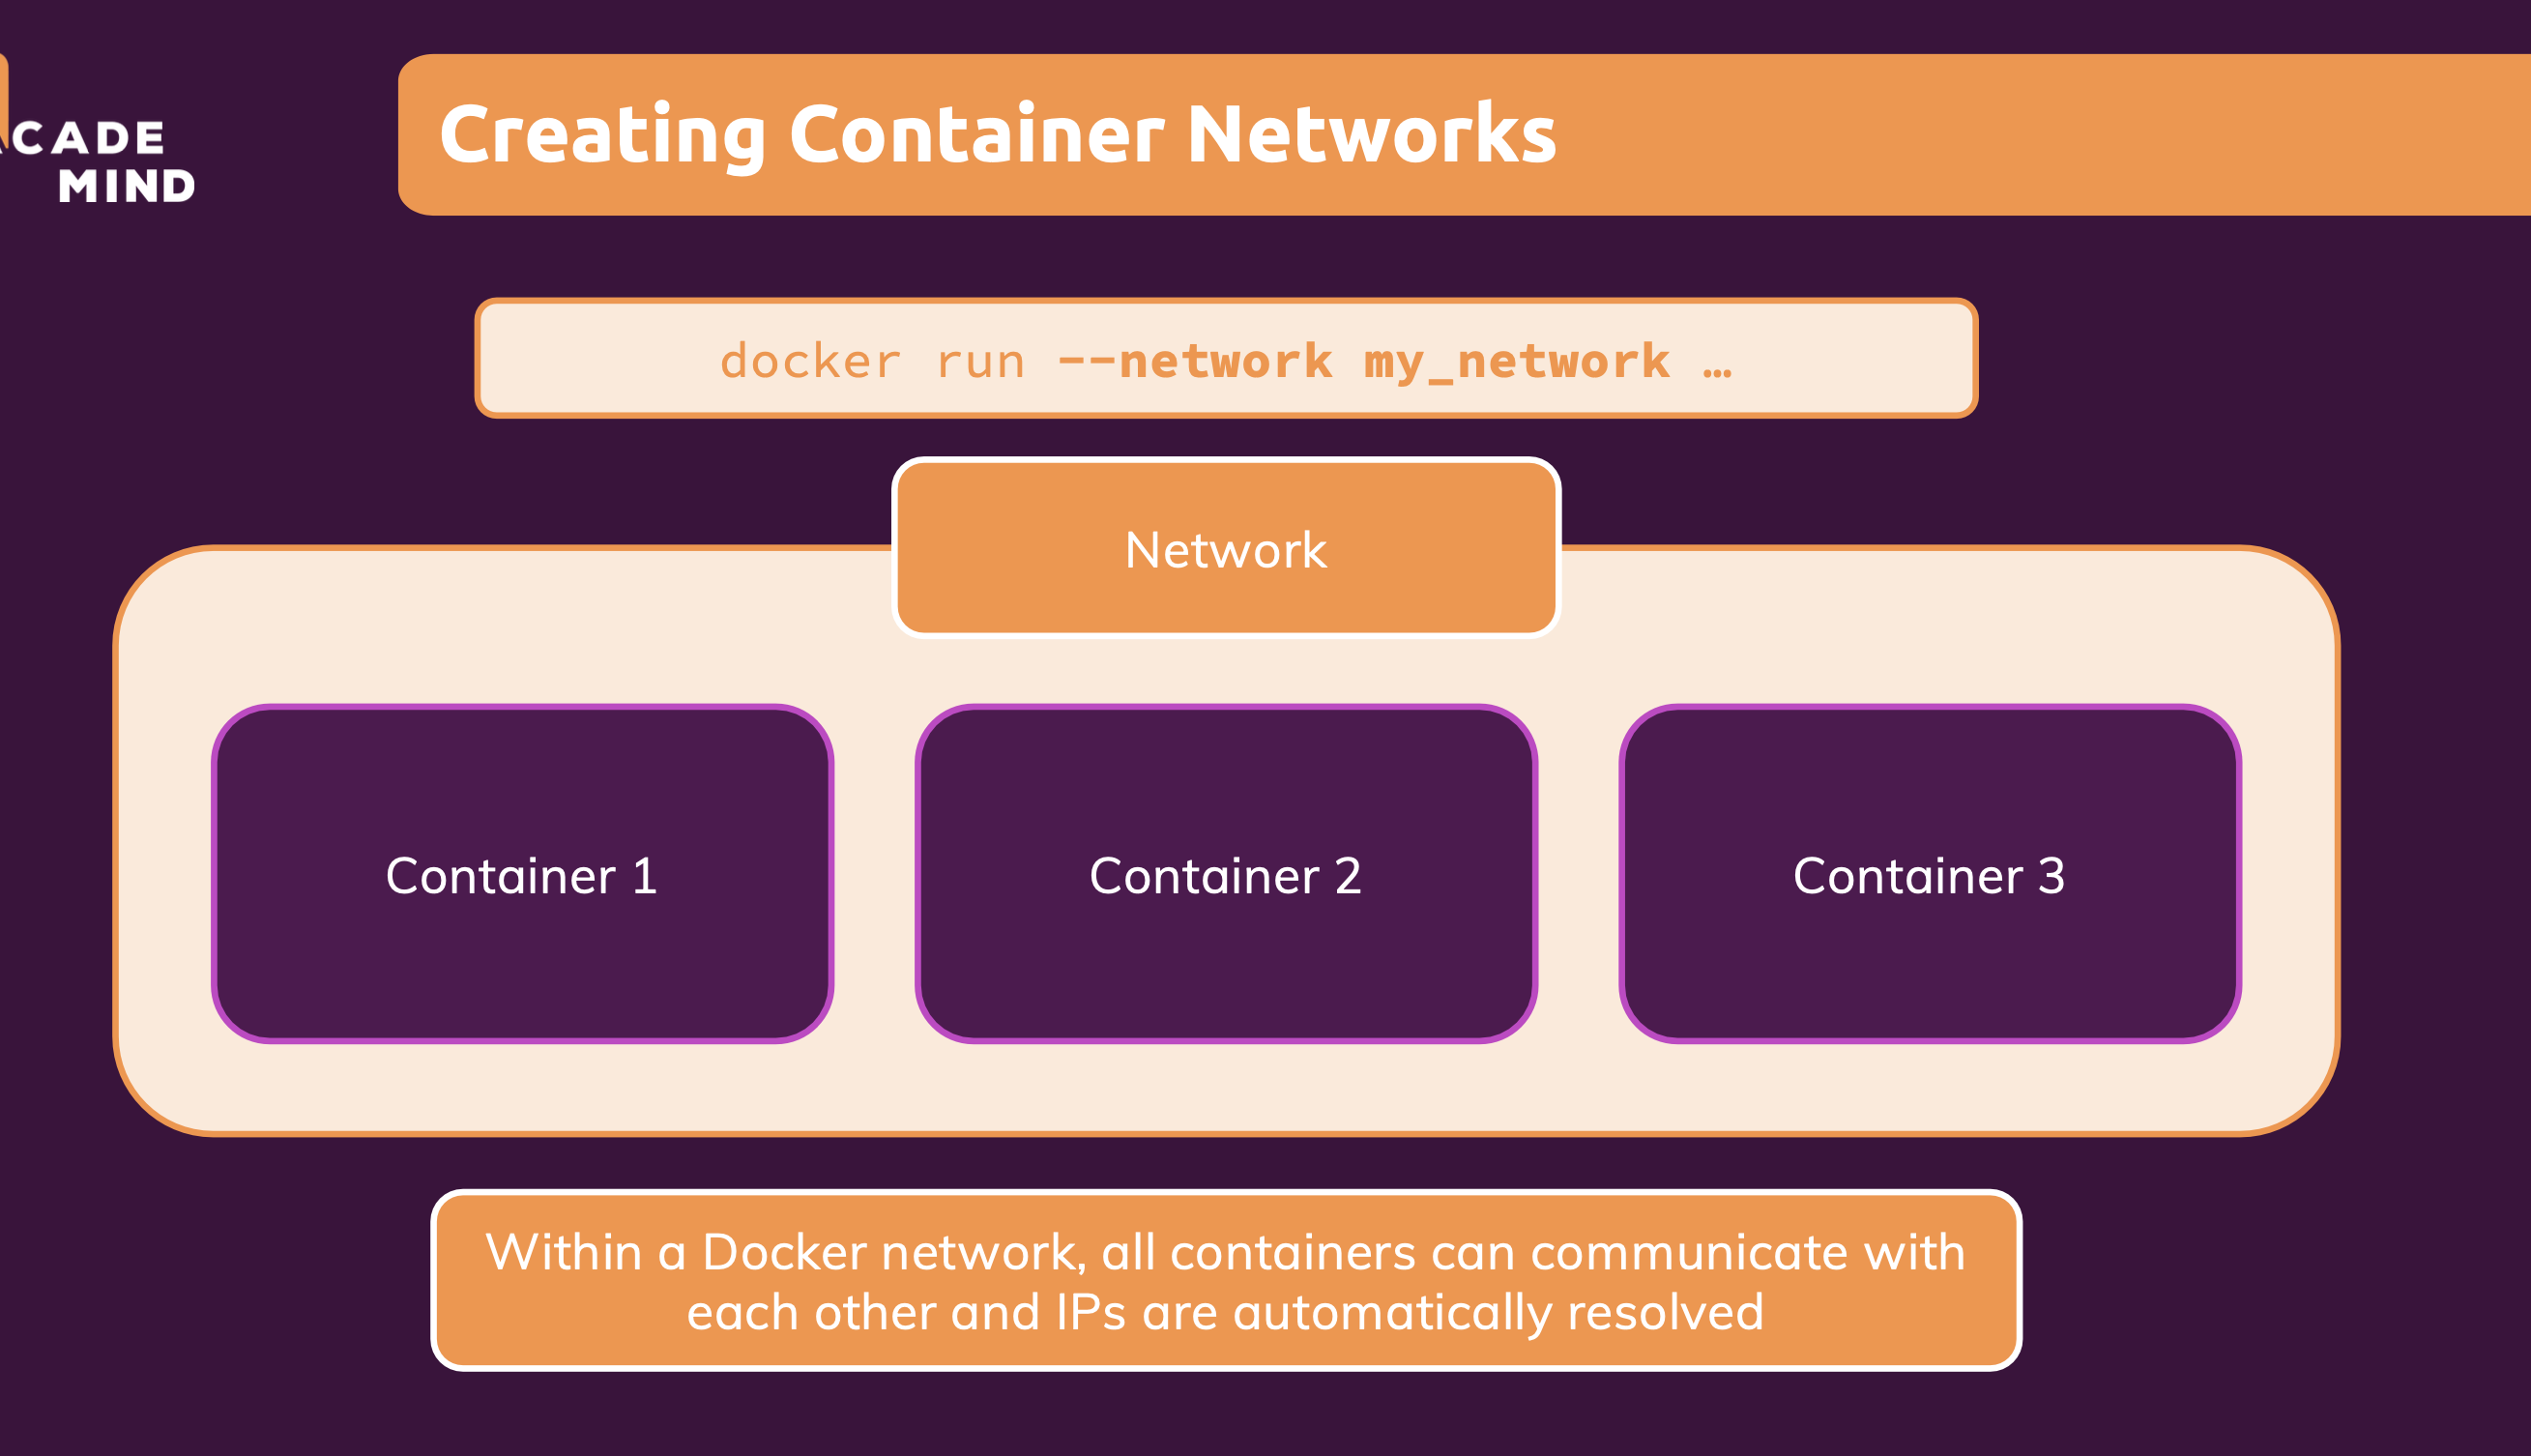 CADE
MIND
Creating Container Networks
docker run --network my_network …
Network
Container 1
Container 2
Container 3
Within a Docker network, all containers can communicate with
each other and IPs are automatically resolved